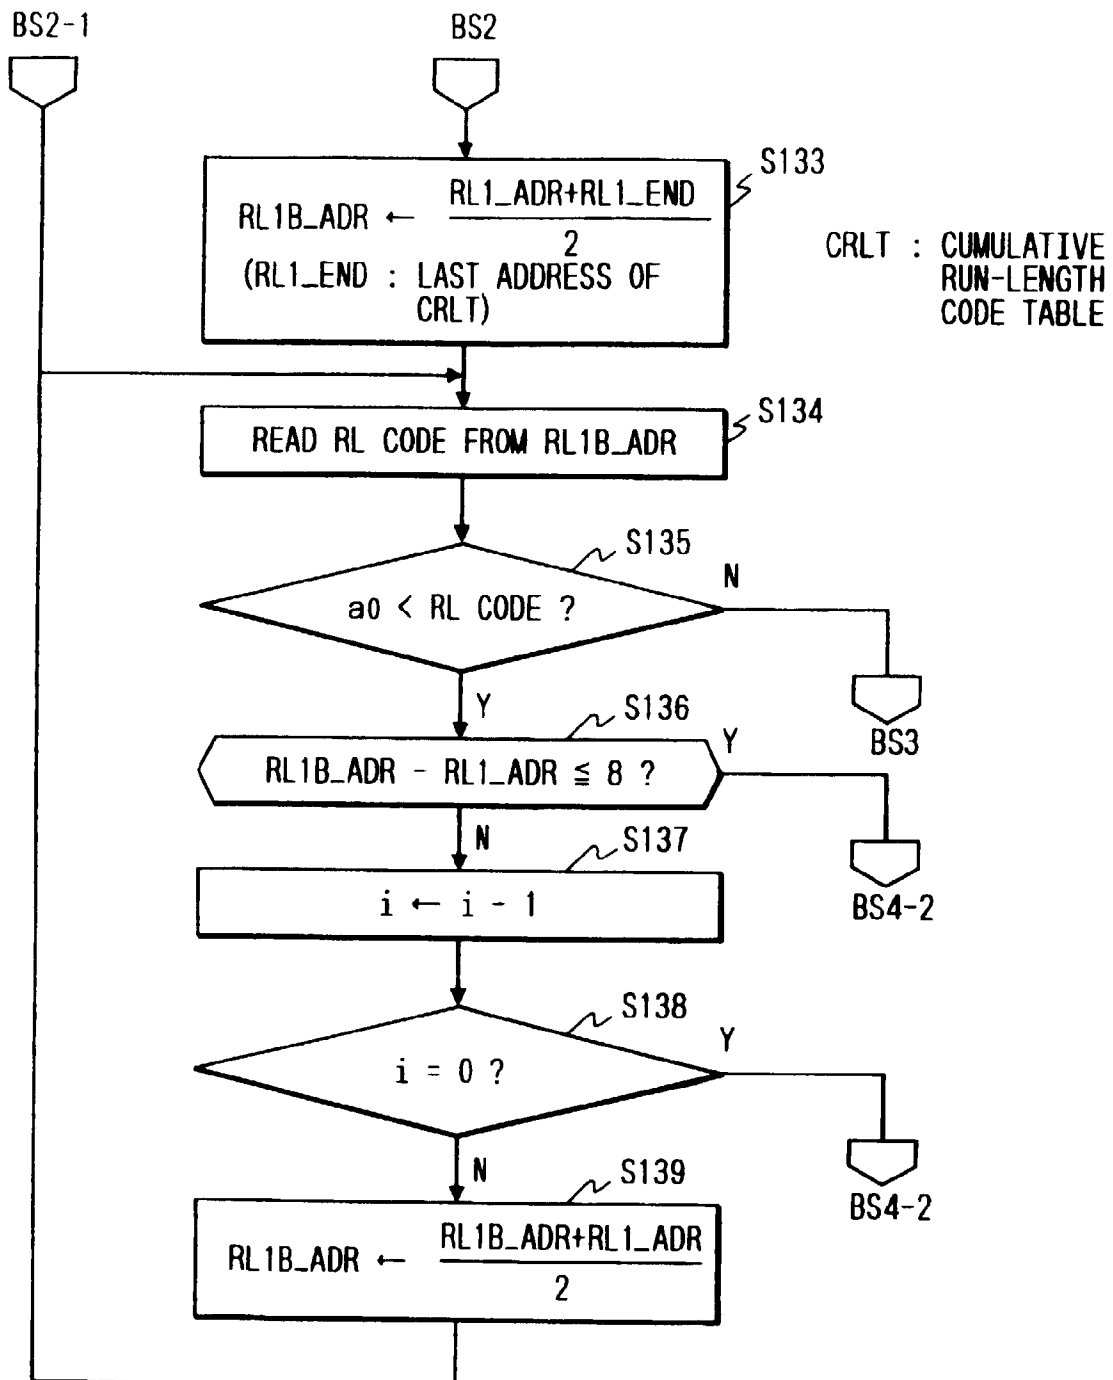 BS2-1
BS2
S133
RL1B_ADR ← RL1_ADR+RL1_END
2
(RL1_END : LAST ADDRESS OF
CRLT)
CRLT : CUMULATIVE
RUN-LENGTH
CODE TABLE
S134
READ RL CODE FROM RL1B_ADR
S135
a0 < RL CODE ?
N
BS3
Y
S136
RL1B_ADR - RL1_ADR ≦ 8 ?
Y
BS4-2
N
S137
i ← i - 1
S138
i = 0 ?
Y
BS4-2
N
S139
RL1B_ADR ← RL1B_ADR+RL1_ADR
2